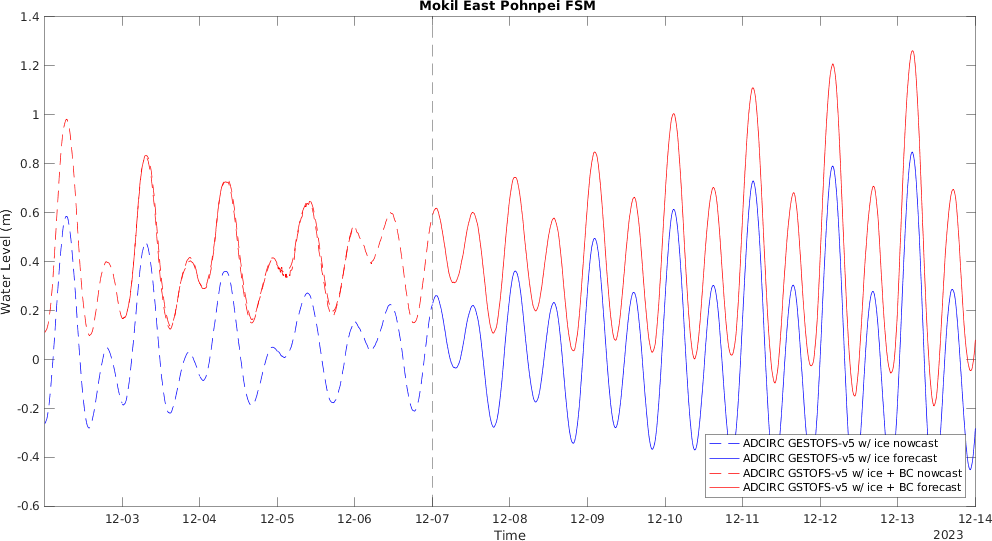 Mokil East Pohnpei FSM
1.4
1.2
1
0.8
0.6
0.4
0.2
0
-0.2
-0.4
-0.6
Water Level (m)
ADCIRC GESTOFS-v5 w/ ice nowcast
ADCIRC GESTOFS-v5 w/ ice forecast
ADCIRC GSTOFS-v5 w/ ice + BC nowcast
ADCIRC GSTOFS-v5 w/ ice + BC forecast
12-03 12-04 12-05 12-06 12-07 12-08 12-09 12-10 12-11 12-12 12-13 12-14
Time
2023